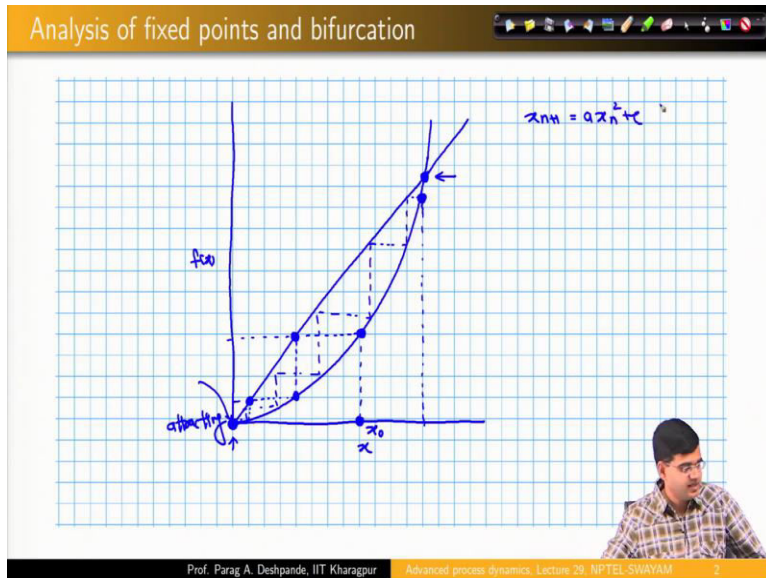 Analysis of fixed points and bifurcation
xn+1 = axn² + c
f(x)
attracting
x₀
x
Prof. Parag A. Deshpande, IIT Kharagpur
Advanced process dynamics, Lecture 29, NPTEL-SWAYAM
2